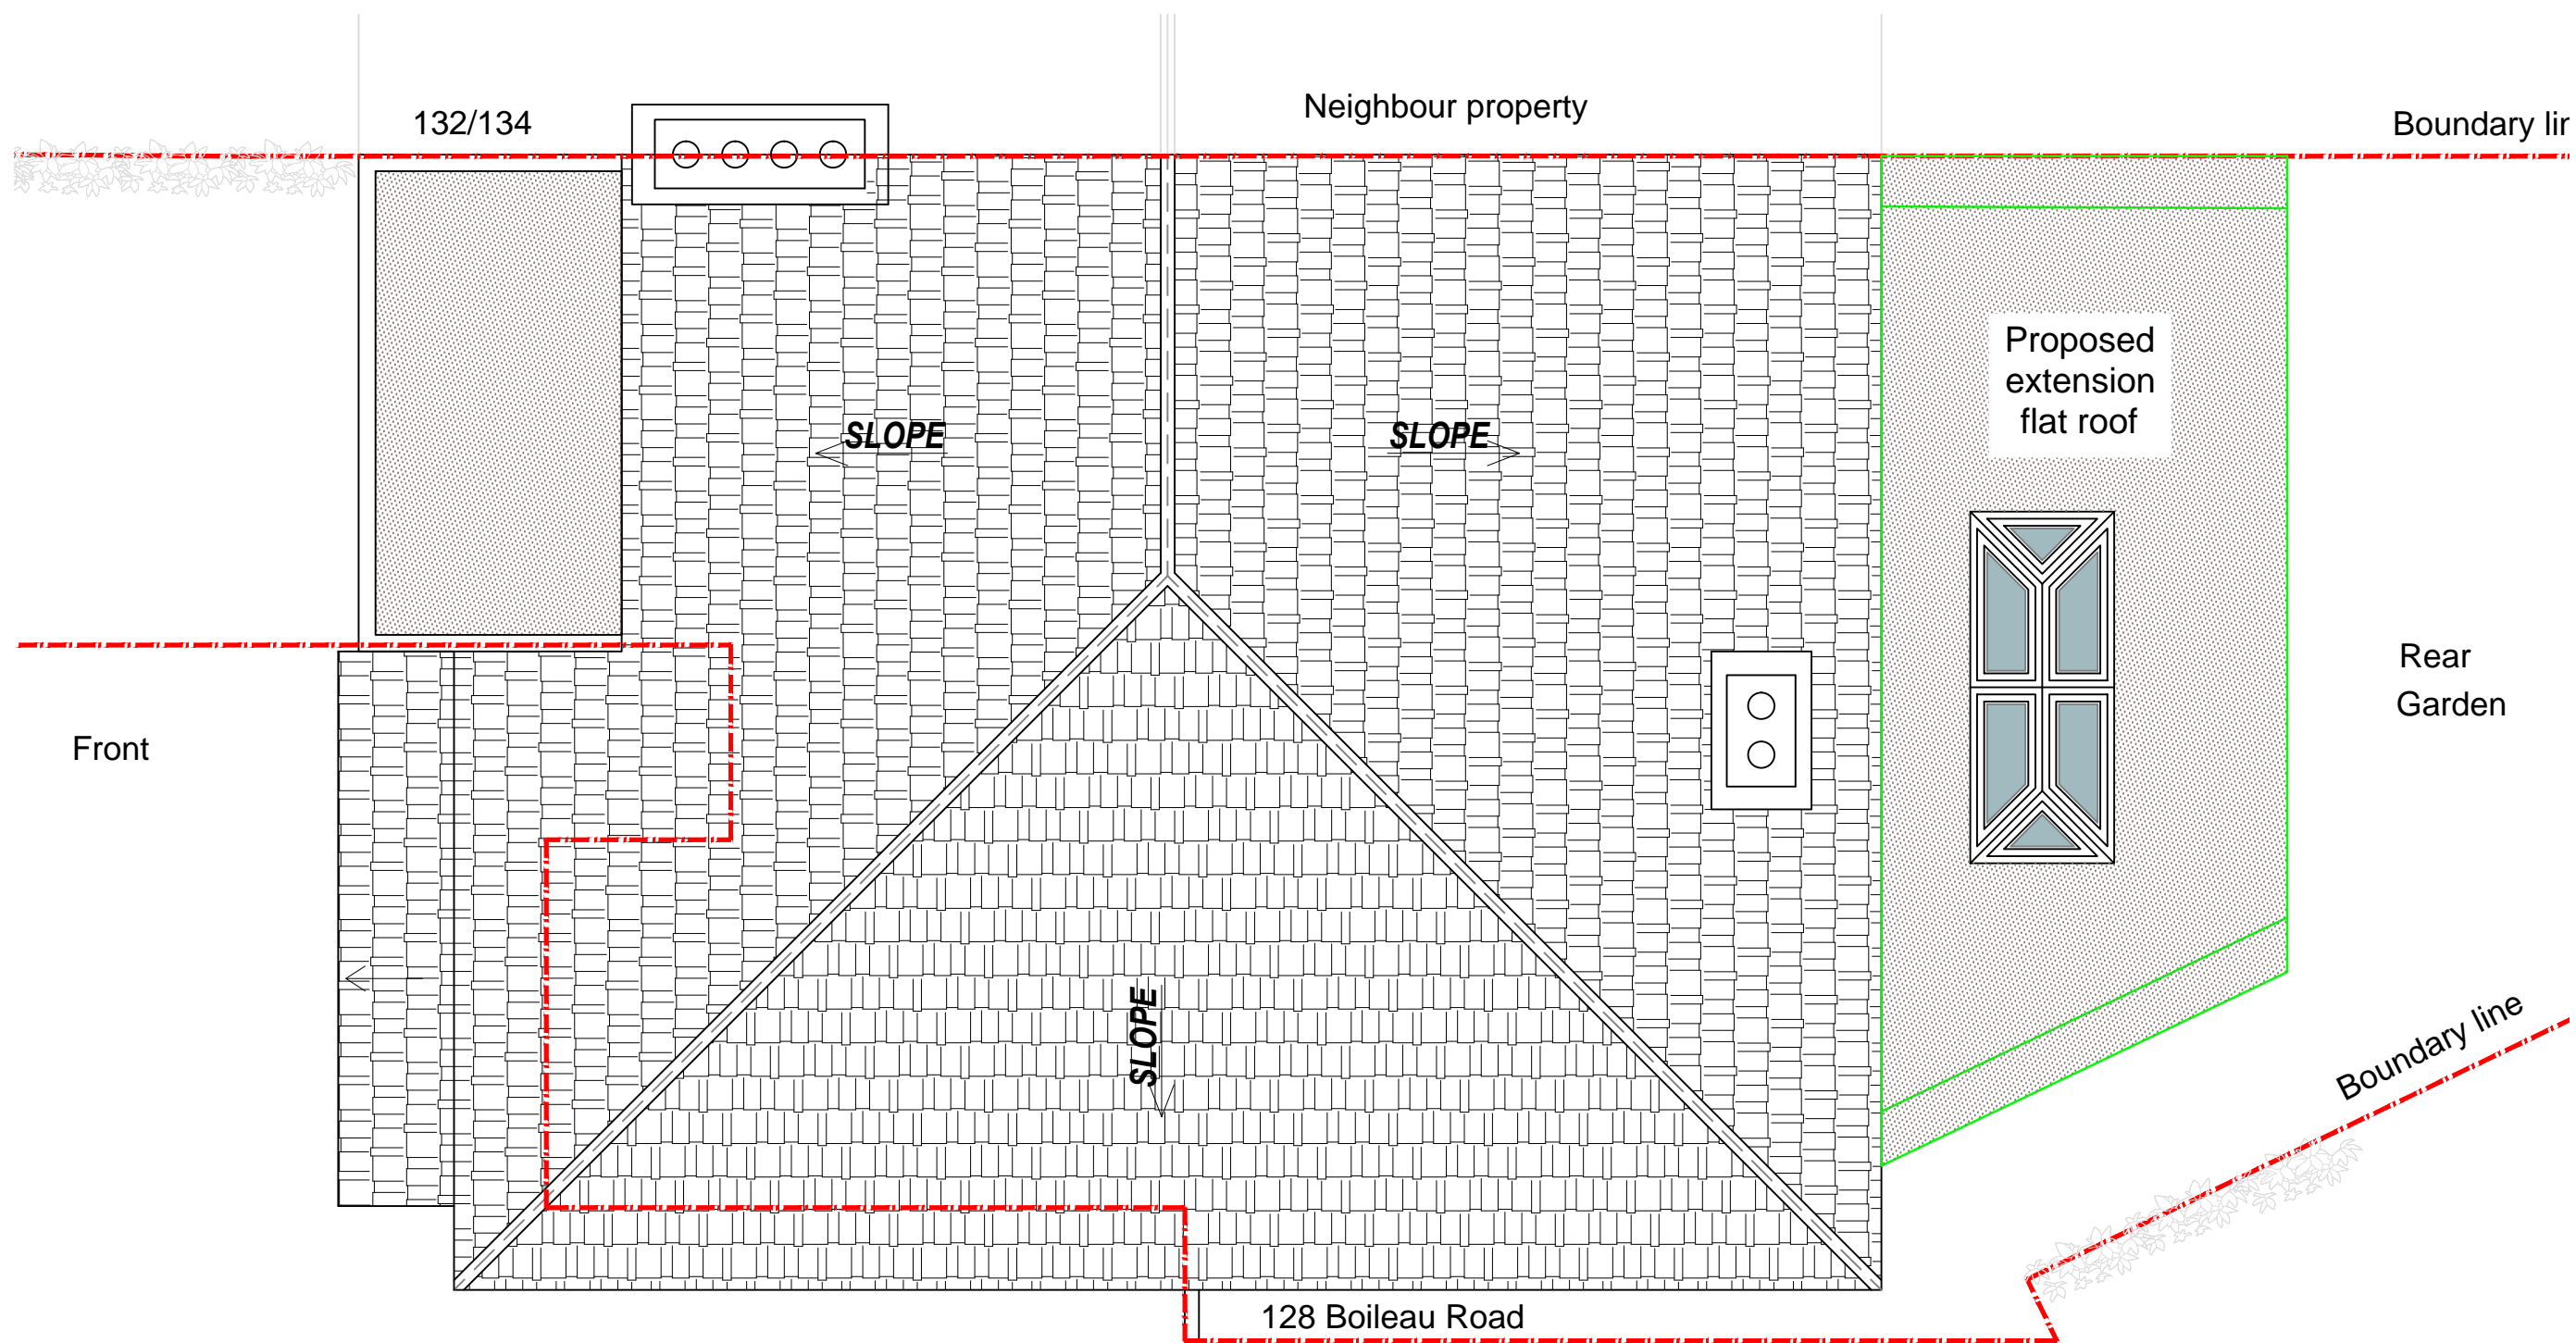 Neighbour property
132/134
Boundary lin
SLOPE
SLOPE
Proposed
extension
flat roof
Rear
Garden
Front
SLOPE
Boundary line
128 Boileau Road